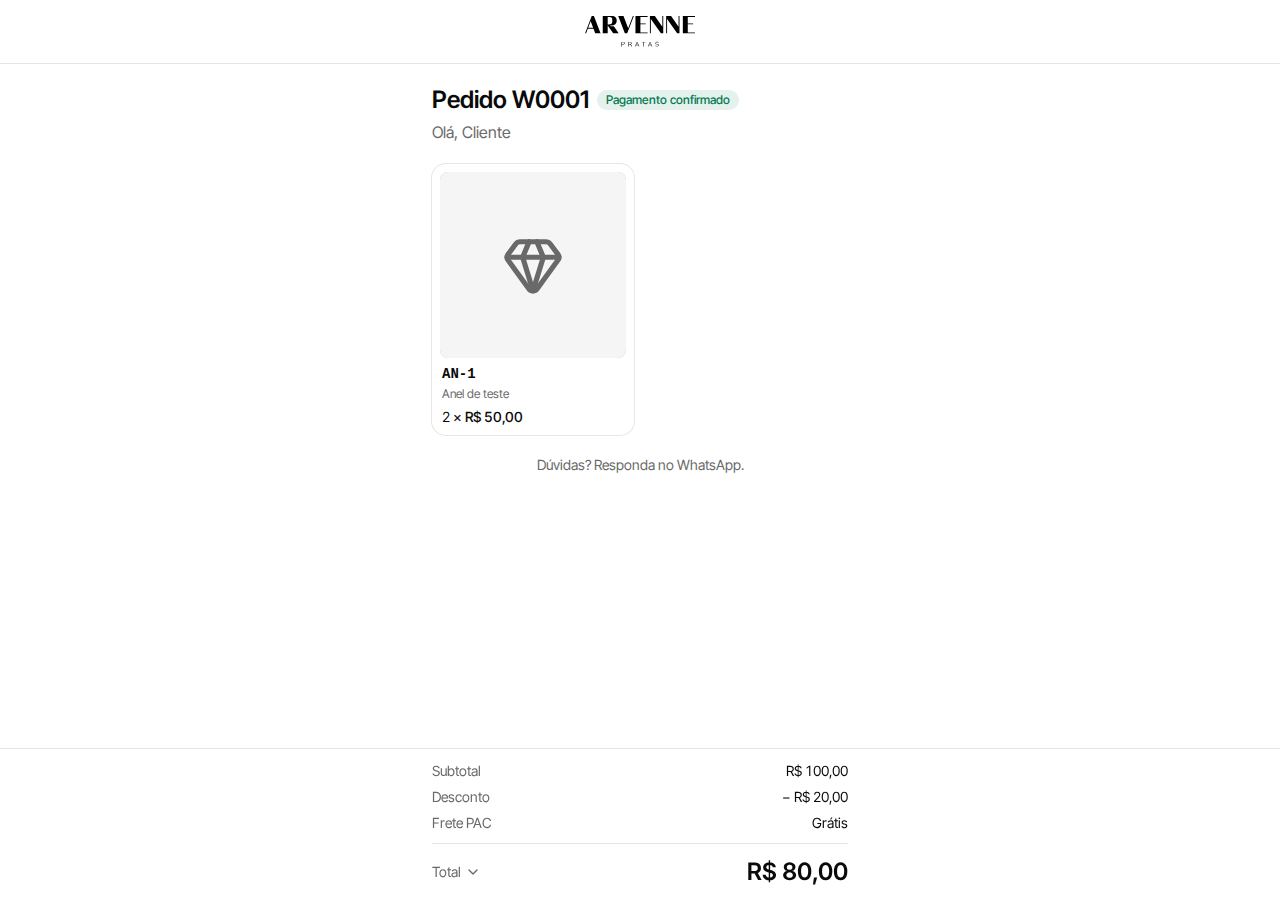 ARVENNE
PRATAS
Pedido W0001 Pagamento confirmado
Olá, Cliente
AN-1
Anel de teste
2 × R$ 50,00
Dúvidas? Responda no WhatsApp.
Subtotal R$ 100,00
Desconto − R$ 20,00
Frete PAC Grátis
Total R$ 80,00